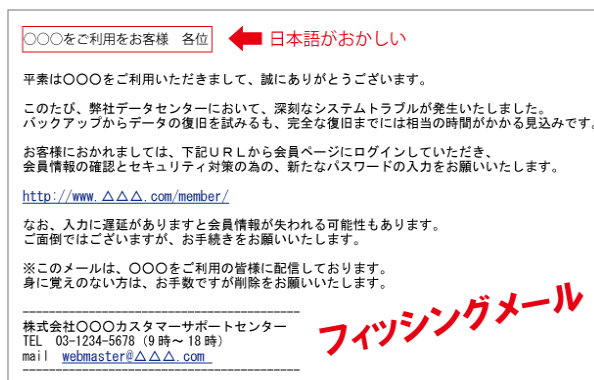 〇〇〇をご利用をお客様　各位
日本語がおかしい
平素は〇〇〇をご利用いただきまして、誠にありがとうございます。
このたび、弊社データセンターにおいて、深刻なシステムトラブルが発生いたしました。
バックアップからデータの復旧を試みるも、完全な復旧までには相当の時間がかかる見込みです。
お客様におかれましては、下記ＵＲＬから会員ページにログインしていただき、
会員情報の確認とセキュリティ対策の為の、新たなパスワードの入力をお願いいたします。
http://www.△△△.com/member/
なお、入力に遅延がありますと会員情報が失われる可能性もあります。
ご面倒ではございますが、お手続きをお願いいたします。
※このメールは、〇〇〇をご利用の皆様に配信しております。
身に覚えのない方は、お手数ですが削除をお願いいたします。
----------------------------------------
株式会社〇〇〇カスタマーサポートセンター
TEL　03-1234-5678（9時～18時）
mail　webmaster@△△△.com
----------------------------------------
フィッシングメール